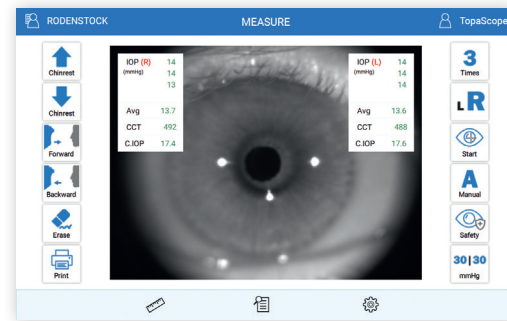 RODENSTOCK
MEASURE
TopaScope
Chinrest
Chinrest
Forward
Backward
Erase
Print
IOP (R) 14
(mmHg) 14
13
Avg 13.7
CCT 492
C.IOP 17.4
IOP (L) 14
(mmHg) 14
14
Avg 13.6
CCT 488
C.IOP 17.6
3
Times
L R
Start
A
Manual
Safety
30|30
mmHg